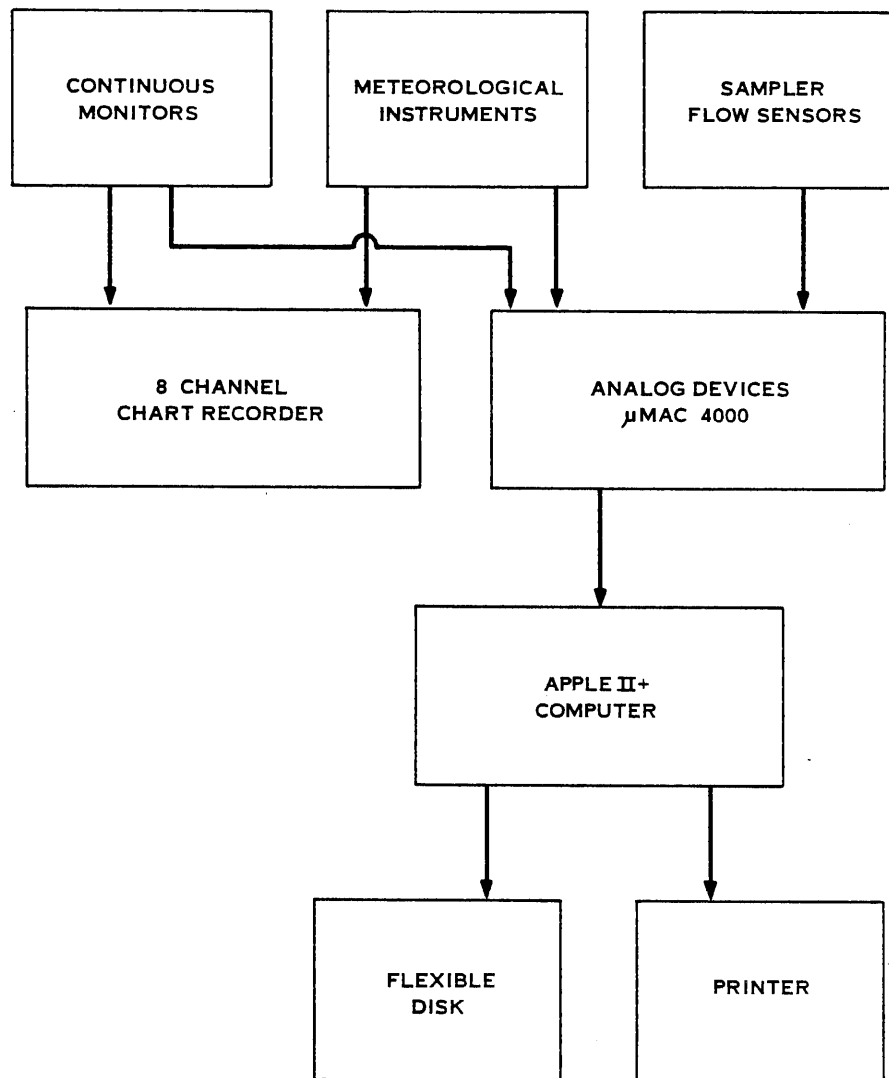 CONTINUOUS
MONITORS
METEOROLOGICAL
INSTRUMENTS
SAMPLER
FLOW SENSORS
8 CHANNEL
CHART RECORDER
ANALOG DEVICES
μMAC 4000
APPLE II+
COMPUTER
FLEXIBLE
DISK
PRINTER